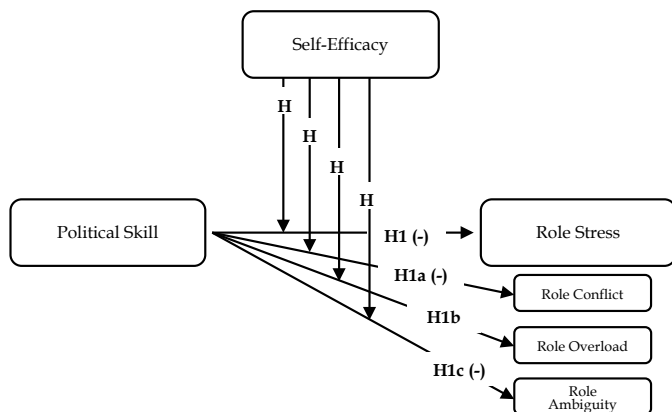 Self-Efficacy
H
H
H
H
Political Skill
H1 (-)
Role Stress
H1a (-)
Role Conflict
H1b
Role Overload
H1c (-)
Role
Ambiguity